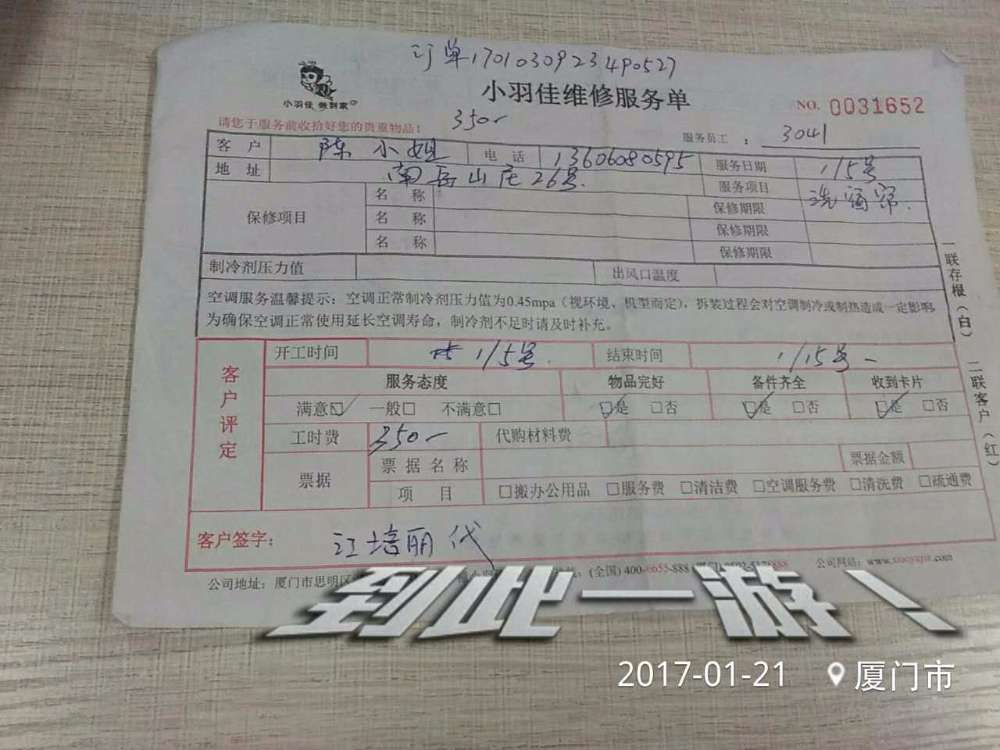 订单170103092349 0527
小羽佳 做到家
小羽佳维修服务单
NO. 0031652
请您于服务前收拾好您的贵重物品!
350-
服务员工: 3041
客户 陈小姐 电话 13606080595 服务日期 1/5号
地址 南岳山庄26号. 服务项目 洗窗帘.
保修项目 名称 保修期限
名称 保修期限
名称 保修期限
制冷剂压力值 出风口温度
空调服务温馨提示:空调正常制冷剂压力值为0.45mpa(视环境、机型而定),拆装过程会对空调制冷或制热造成一定影响,
为确保空调正常使用延长空调寿命,制冷剂不足时请及时补充。
一联存根(白) 二联客户(红)
客户评定
开工时间 1/5号. 结束时间 1/15号-
服务态度 物品完好 备件齐全 收到卡片
满意☑ 一般□ 不满意□ ☑是 □否 ☑是 □否 ☑是 □否
工时费 350- 代购材料费
票据 票据名称 票据金额
项目 □搬办公用品 □服务费 □清洁费 □空调服务费 □清洗费 □疏通费
客户签字: 江培丽代
公司地址:厦门市思明区 (全国)400-6655-888 公司网站:
到此一游!
2017-01-21 厦门市